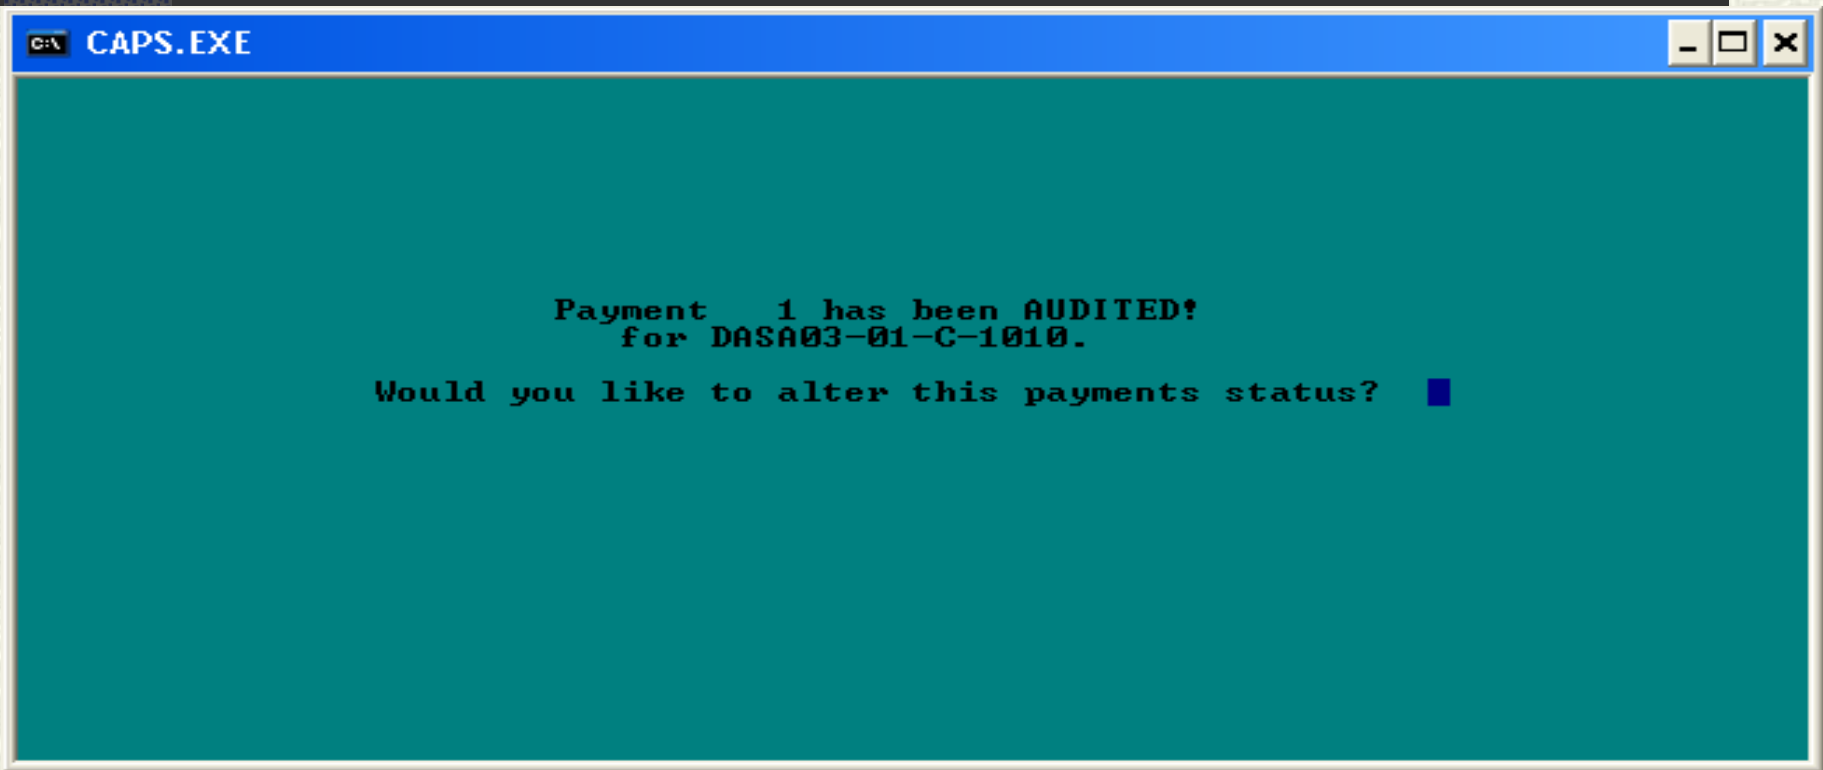 CAPS.EXE
Payment 1 has been AUDITED!
for DASA03-01-C-1010.
Would you like to alter this payments status?